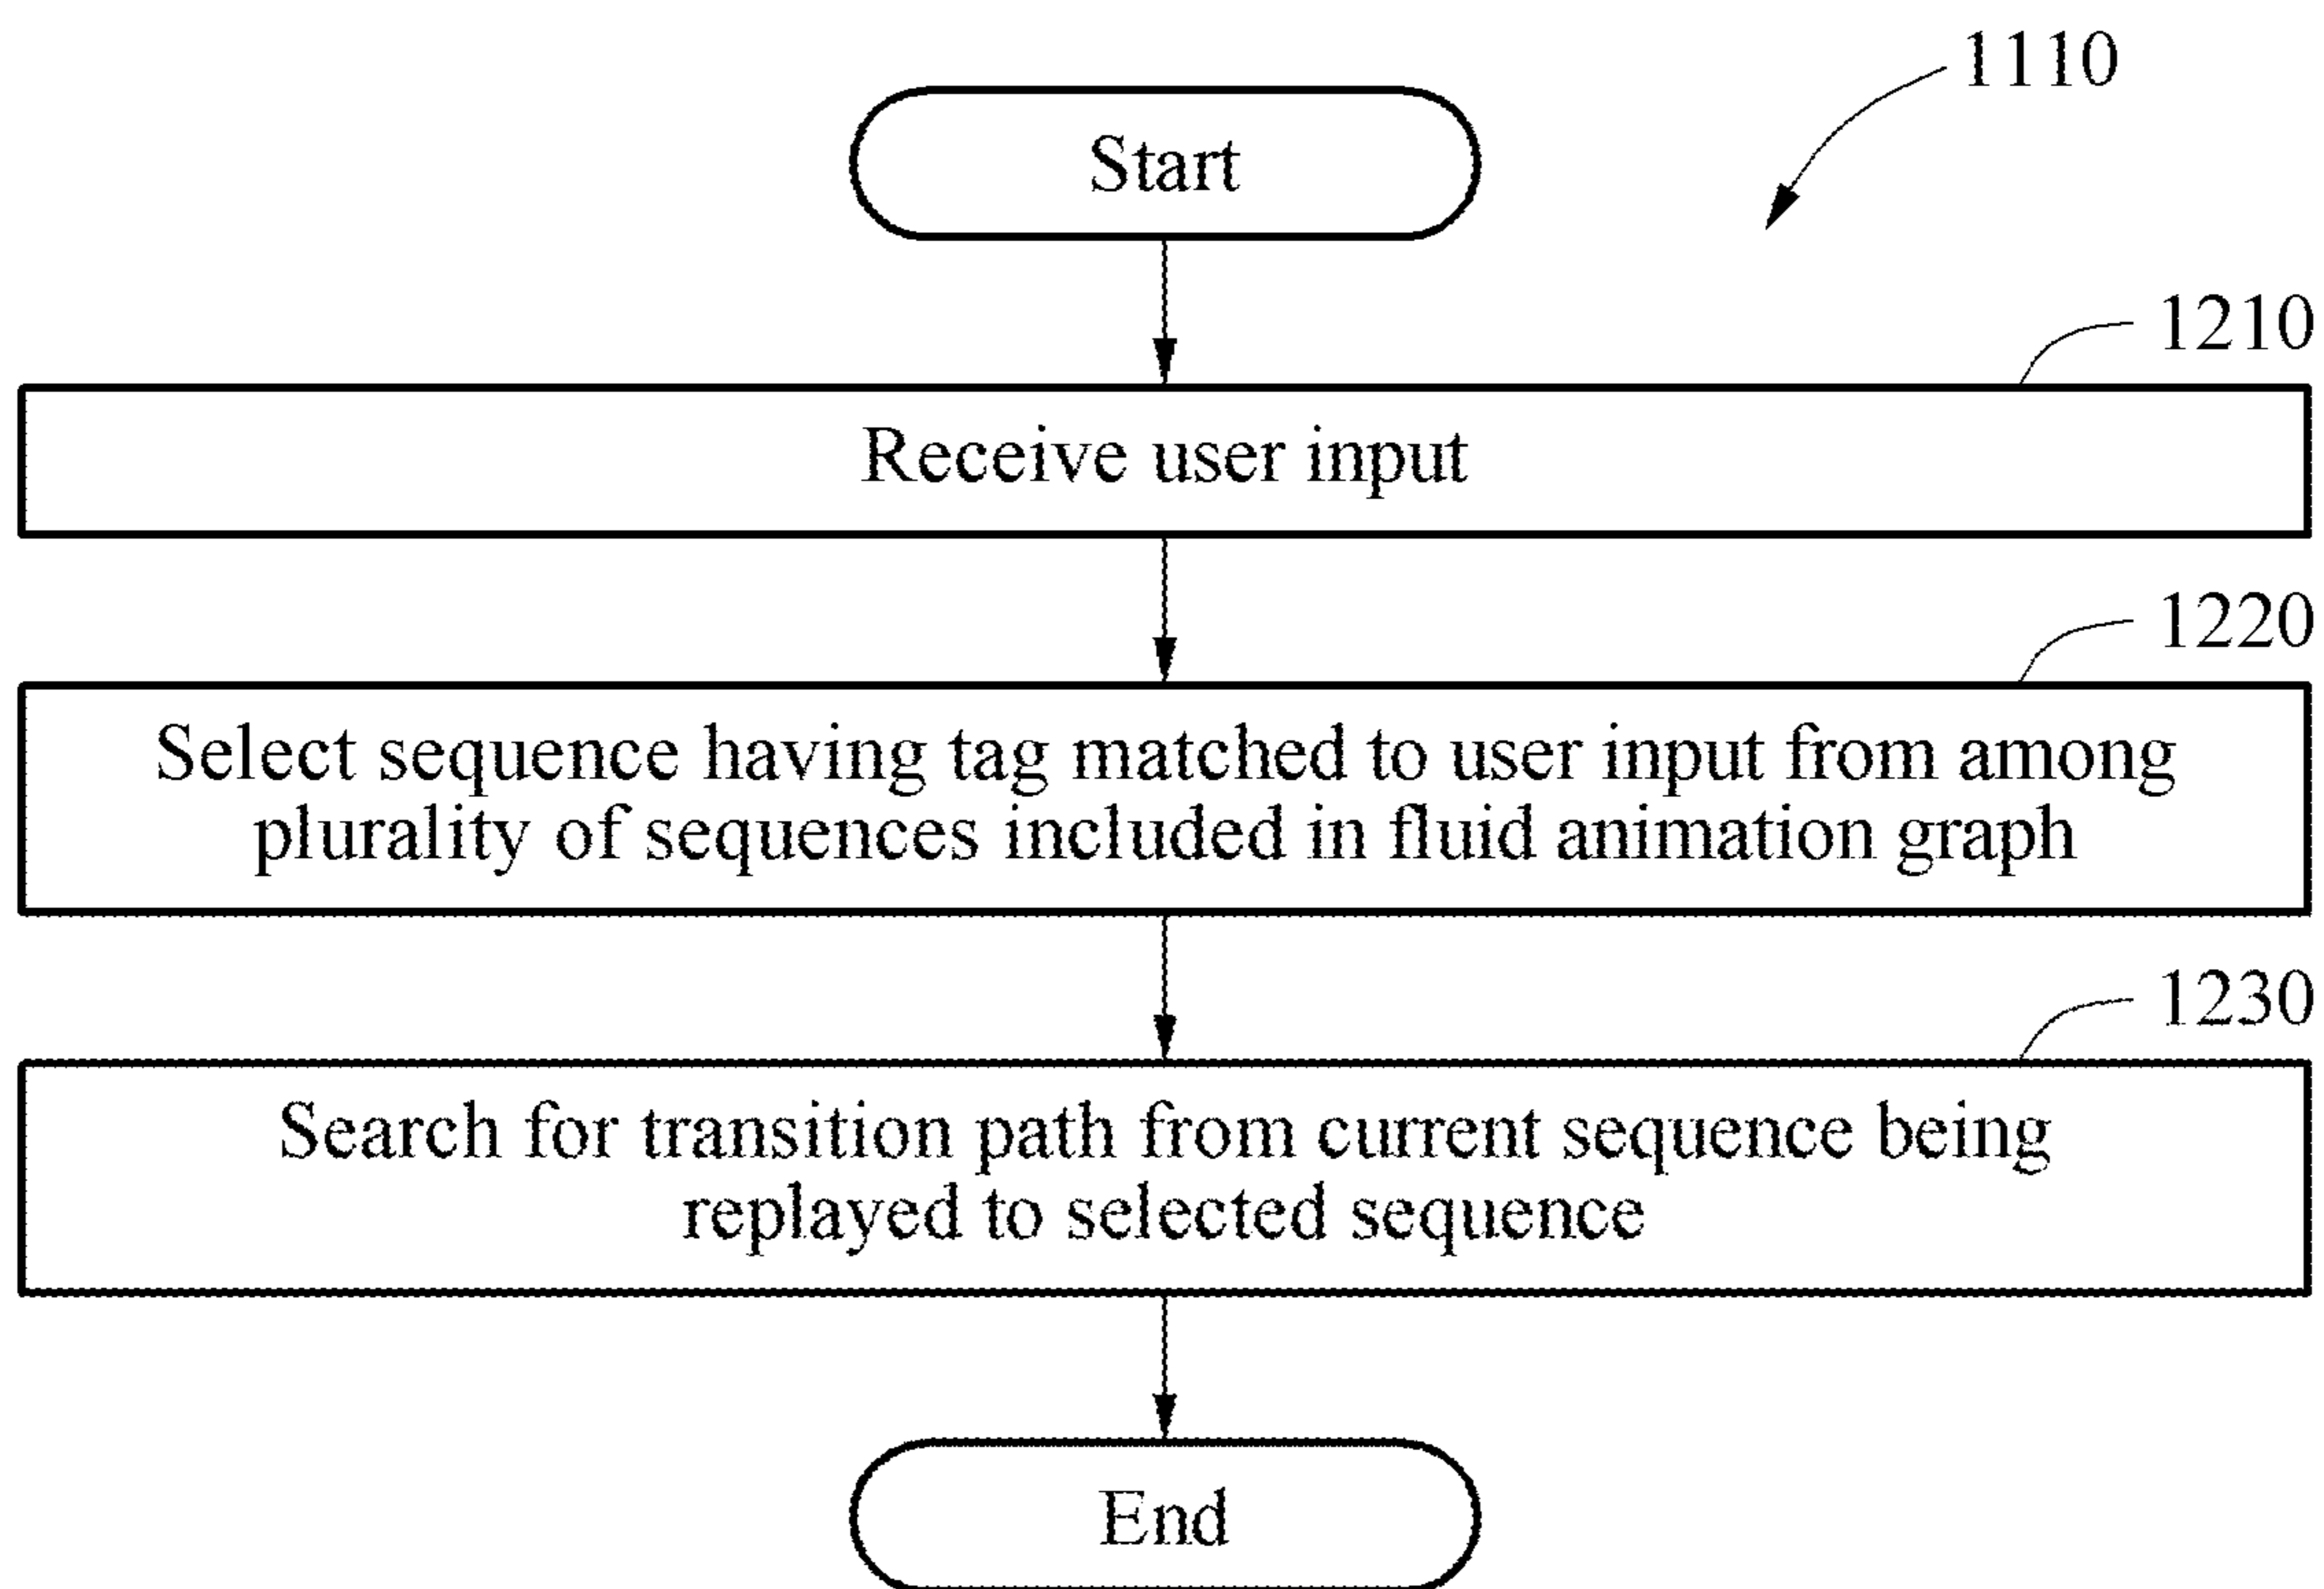 1110
Start
1210
Receive user input
1220
Select sequence having tag matched to user input from among
plurality of sequences included in fluid animation graph
1230
Search for transition path from current sequence being
replayed to selected sequence
End